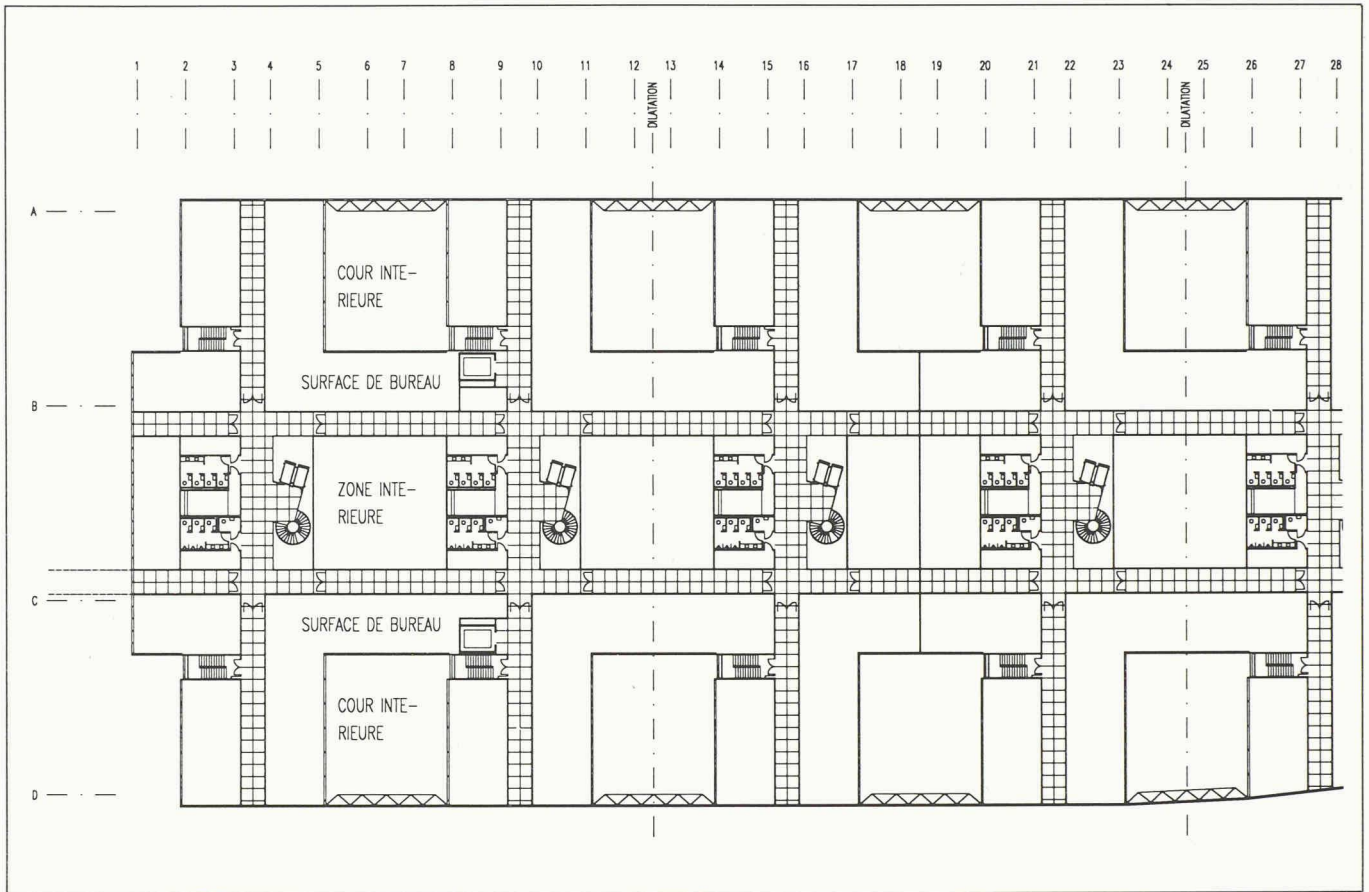 1 2 3 4 5 6 7 8 9 10 11 12 13 14 15 16 17 18 19 20 21 22 23 24 25 26 27 28
DILATATION
DILATATION
A
COUR INTE-
RIEURE
SURFACE DE BUREAU
B
ZONE INTE-
RIEURE
C
SURFACE DE BUREAU
COUR INTE-
RIEURE
D